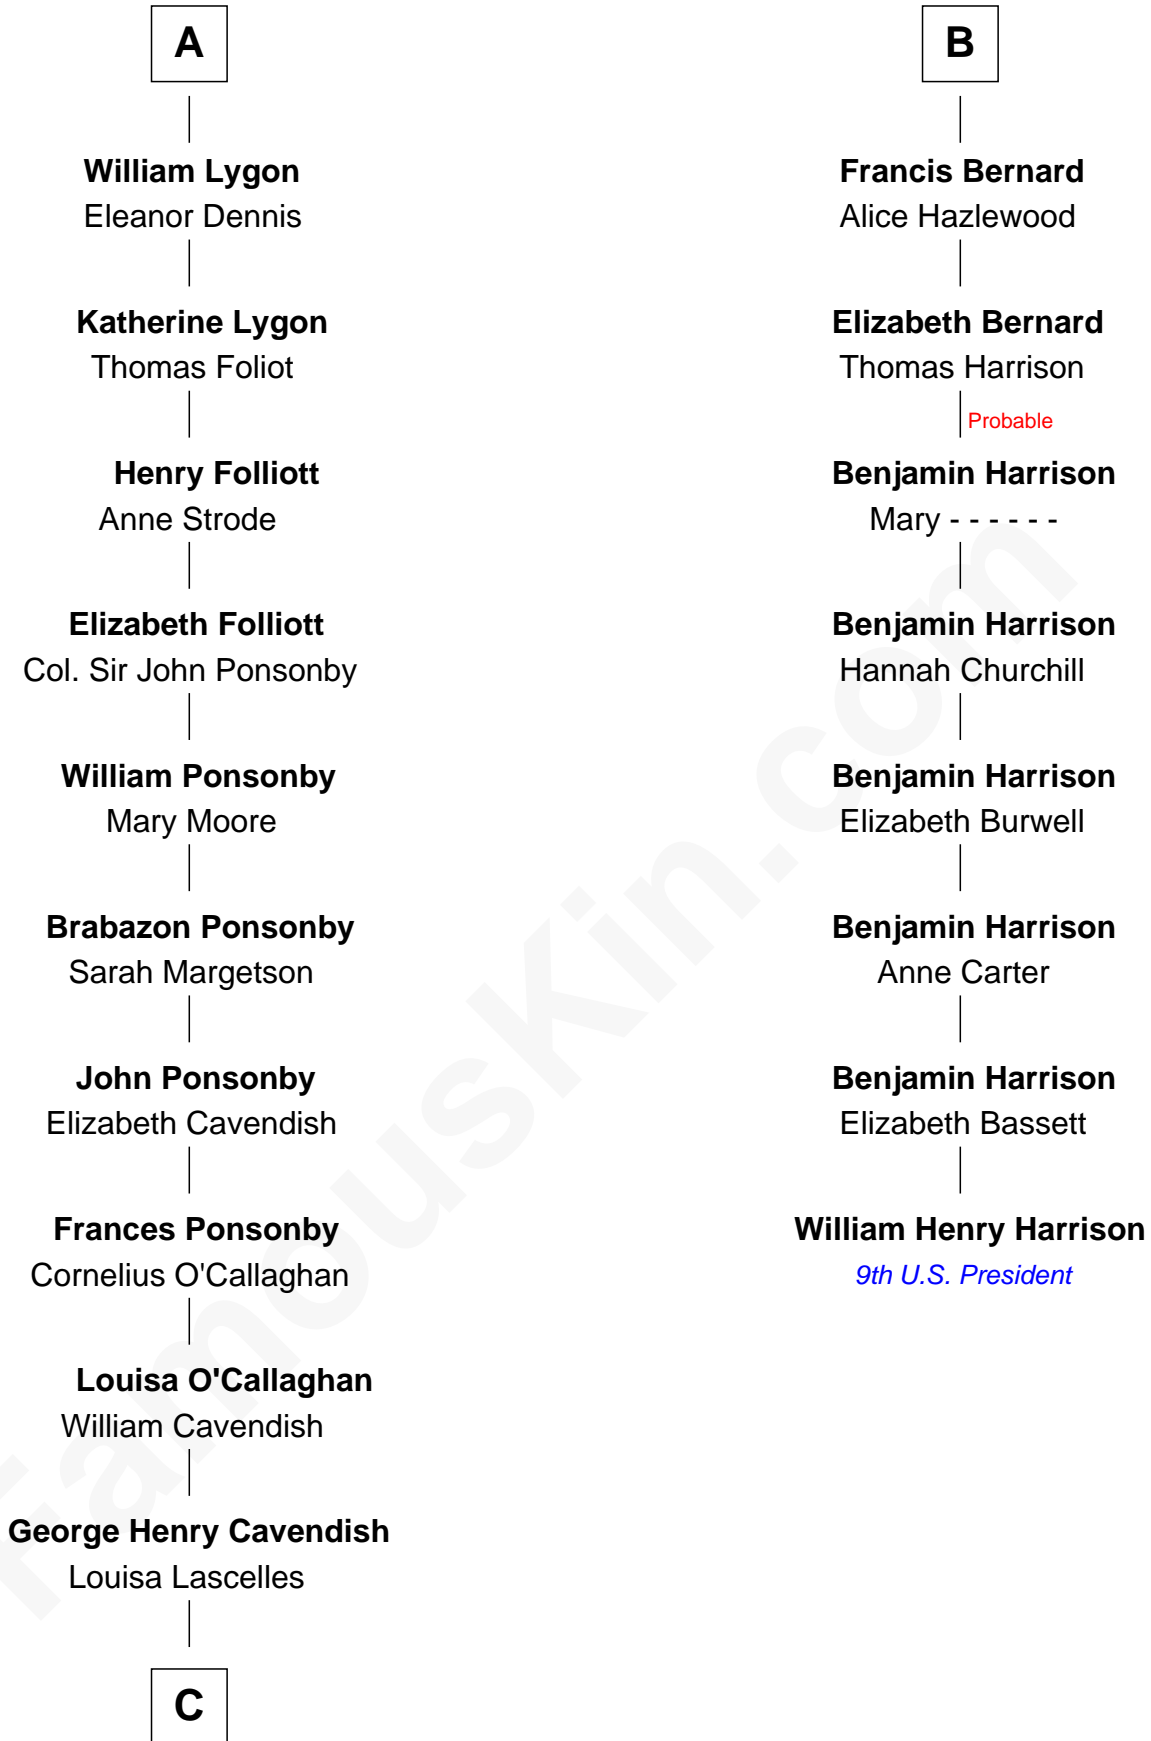 A
William Lygon
Eleanor Dennis
Katherine Lygon
Thomas Foliot
Henry Folliott
Anne Strode
Elizabeth Folliott
Col. Sir John Ponsonby
William Ponsonby
Mary Moore
Brabazon Ponsonby
Sarah Margetson
John Ponsonby
Elizabeth Cavendish
Frances Ponsonby
Cornelius O'Callaghan
Louisa O'Callaghan
William Cavendish
George Henry Cavendish
Louisa Lascelles
C
B
Francis Bernard
Alice Hazlewood
Elizabeth Bernard
Thomas Harrison
Probable
Benjamin Harrison
Mary - - - - - -
Benjamin Harrison
Hannah Churchill
Benjamin Harrison
Elizabeth Burwell
Benjamin Harrison
Anne Carter
Benjamin Harrison
Elizabeth Bassett
William Henry Harrison
9th U.S. President
FamousKin.com